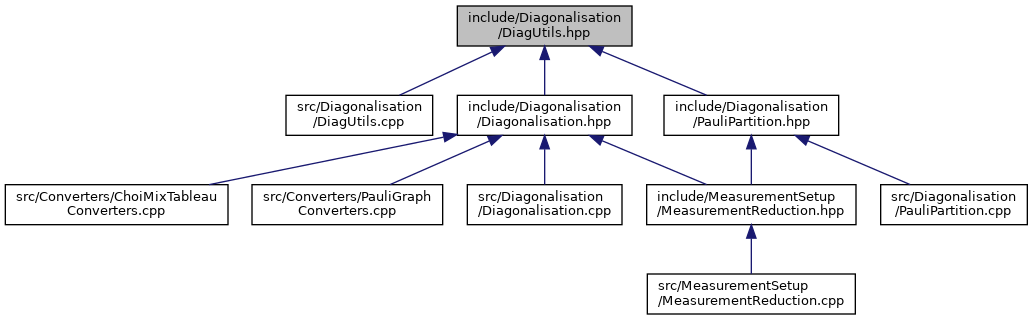 include/Diagonalisation
/DiagUtils.hpp
src/Diagonalisation
/DiagUtils.cpp
include/Diagonalisation
/Diagonalisation.hpp
include/Diagonalisation
/PauliPartition.hpp
src/Converters/ChoiMixTableau
Converters.cpp
src/Converters/PauliGraph
Converters.cpp
src/Diagonalisation
/Diagonalisation.cpp
include/MeasurementSetup
/MeasurementReduction.hpp
src/Diagonalisation
/PauliPartition.cpp
src/MeasurementSetup
/MeasurementReduction.cpp